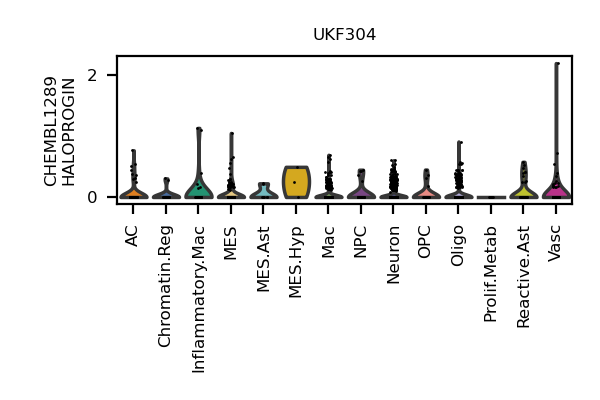 UKF304
CHEMBL1289
HALOPROGIN
2
0
AC
Chromatin.Reg
Inflammatory.Mac
MES
MES.Ast
MES.Hyp
Mac
NPC
Neuron
OPC
Oligo
Prolif.Metab
Reactive.Ast
Vasc